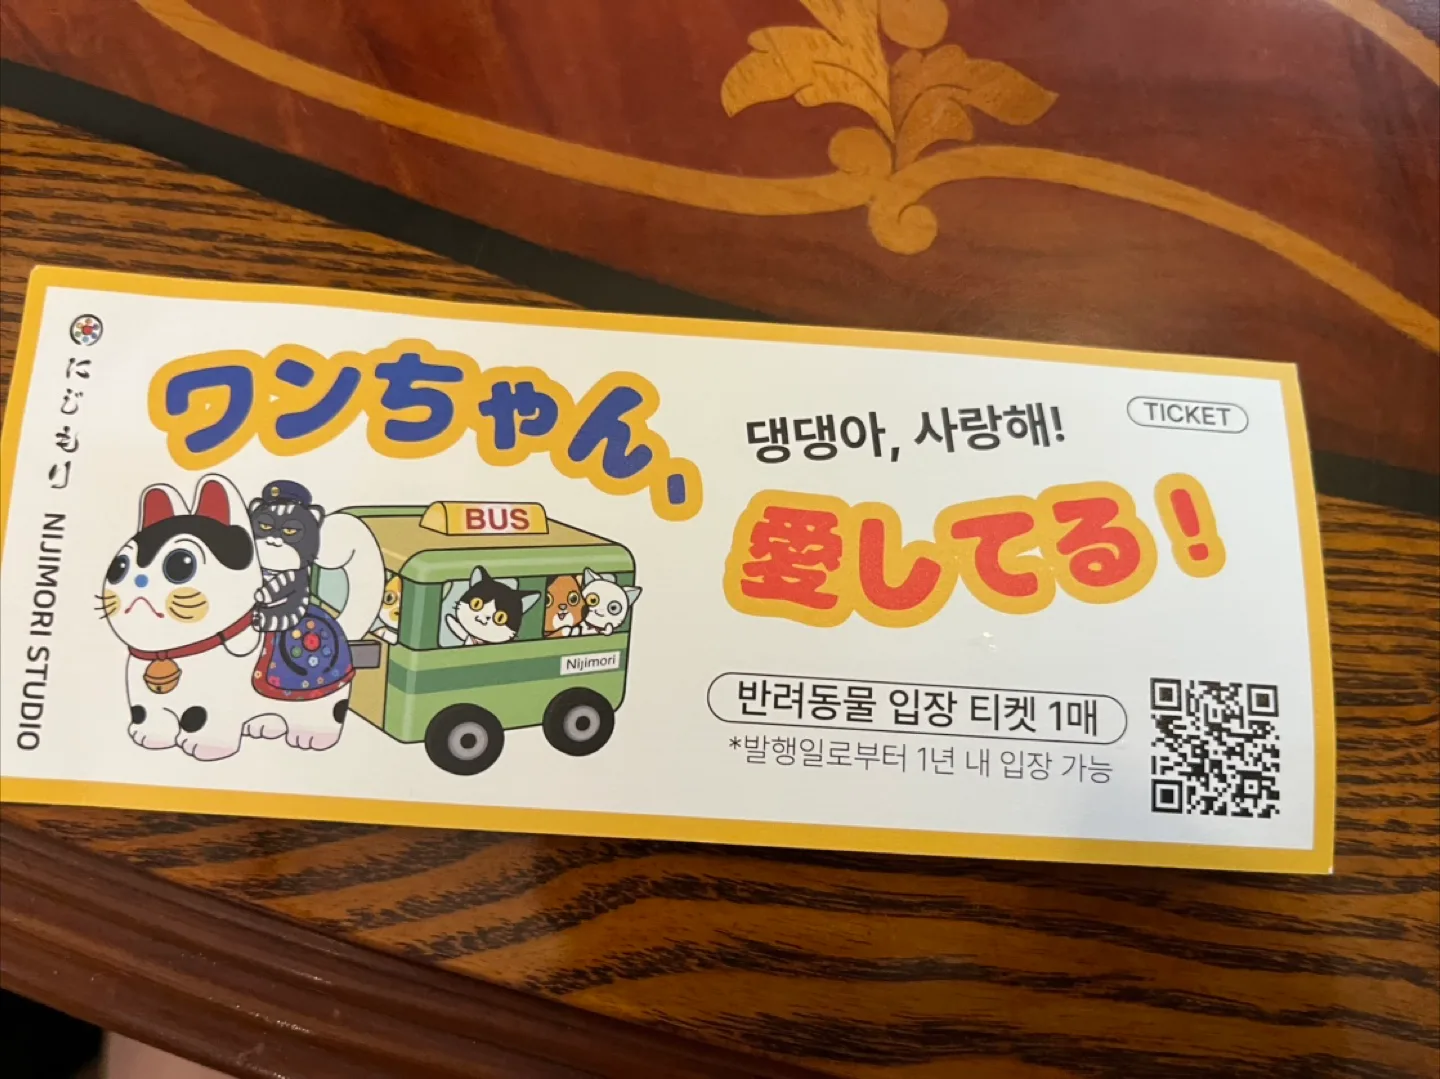 にじもり NIJIMORI STUDIO
ワンちゃん、
댕댕아, 사랑해!
TICKET
愛してる！
BUS
Nijimori
반려동물 입장 티켓 1매
*발행일로부터 1년 내 입장 가능